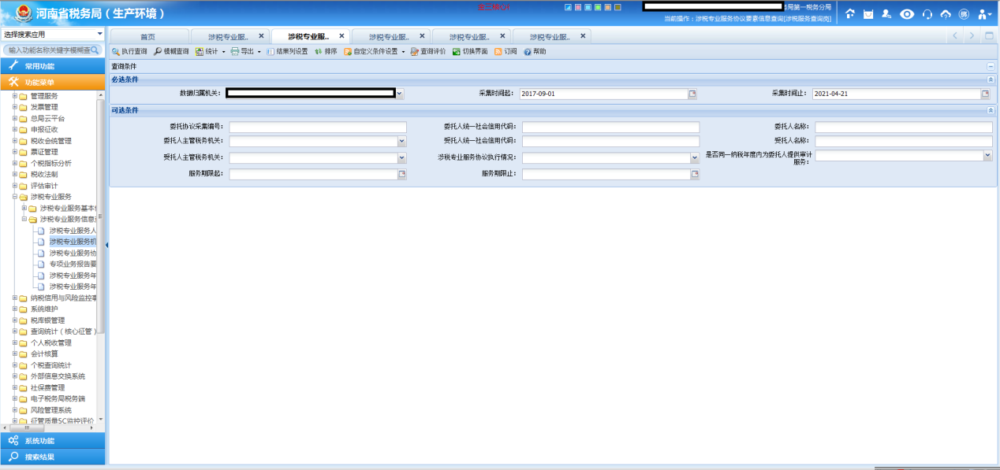 河南省税务局（生产环境）
局第一税务分局
当前操作：涉税专业服务协议要素信息查询[涉税服务查询岗]
选择搜索应用
输入功能名称关键字模糊查
常用功能
功能菜单
管理服务
发票管理
总局云平台
申报征收
税收会统管理
票证管理
个税指标分析
税收法制
评估审计
涉税专业服务
涉税专业服务基本
涉税专业服务信息
涉税专业服务人
涉税专业服务机
涉税专业服务协
专项业务报告要
涉税专业服务年
涉税专业服务年
纳税信用与风险监控事
系统维护
税库银管理
查询统计（核心征管）
个人税收管理
会计核算
个税查询统计
外部信息交换系统
社保费管理
电子税务局税务端
风险管理系统
征管质量5C监控评价
系统功能
搜索结果
首页 涉税专业服.. 涉税专业服.. 涉税专业服.. 涉税专业服.. 涉税专业服..
执行查询 模糊查询 统计 导出 结果列设置 排序 自定义条件设置 查询评价 切换界面 订阅 帮助
查询条件
必选条件
数据归属机关： 采集时间起： 2017-09-01 采集时间止： 2021-04-21
可选条件
委托协议采集编号： 委托人统一社会信用代码： 委托人名称：
委托人主管税务机关： 受托人统一社会信用代码： 受托人名称：
受托人主管税务机关： 涉税专业服务协议执行情况： 是否同一纳税年度内为委托人提供审计
服务：
服务期限起： 服务期限止：